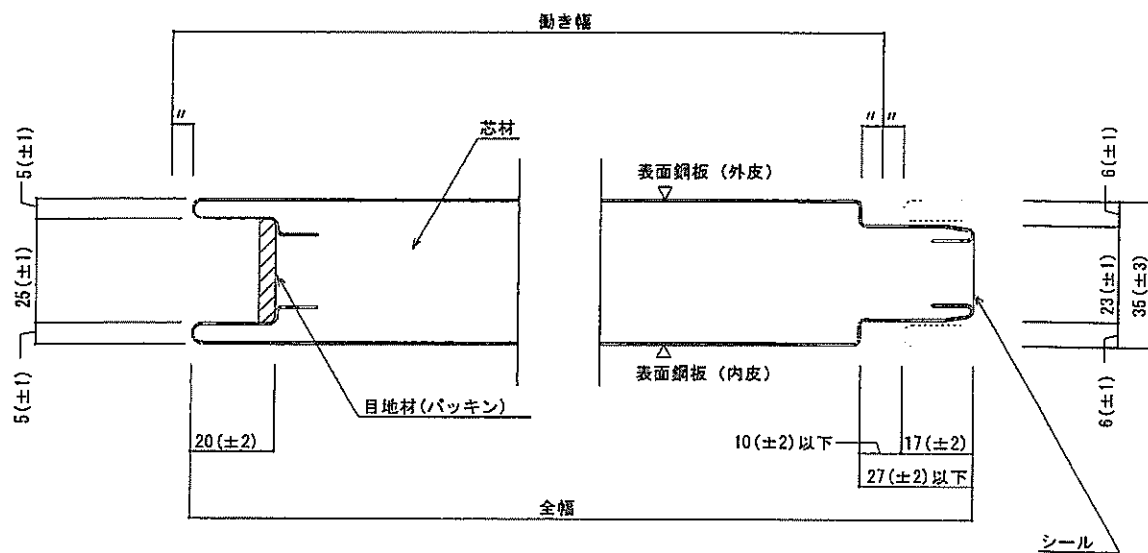 働き幅
〃
〃 〃
芯材
5(±1)
25(±1)
5(±1)
表面鋼板 (外皮)
表面鋼板 (内皮)
6(±1)
23(±1)
35(±3)
6(±1)
目地材(パッキン)
20(±2)
10(±2)以下
17(±2)
27(±2)以下
全幅
シール